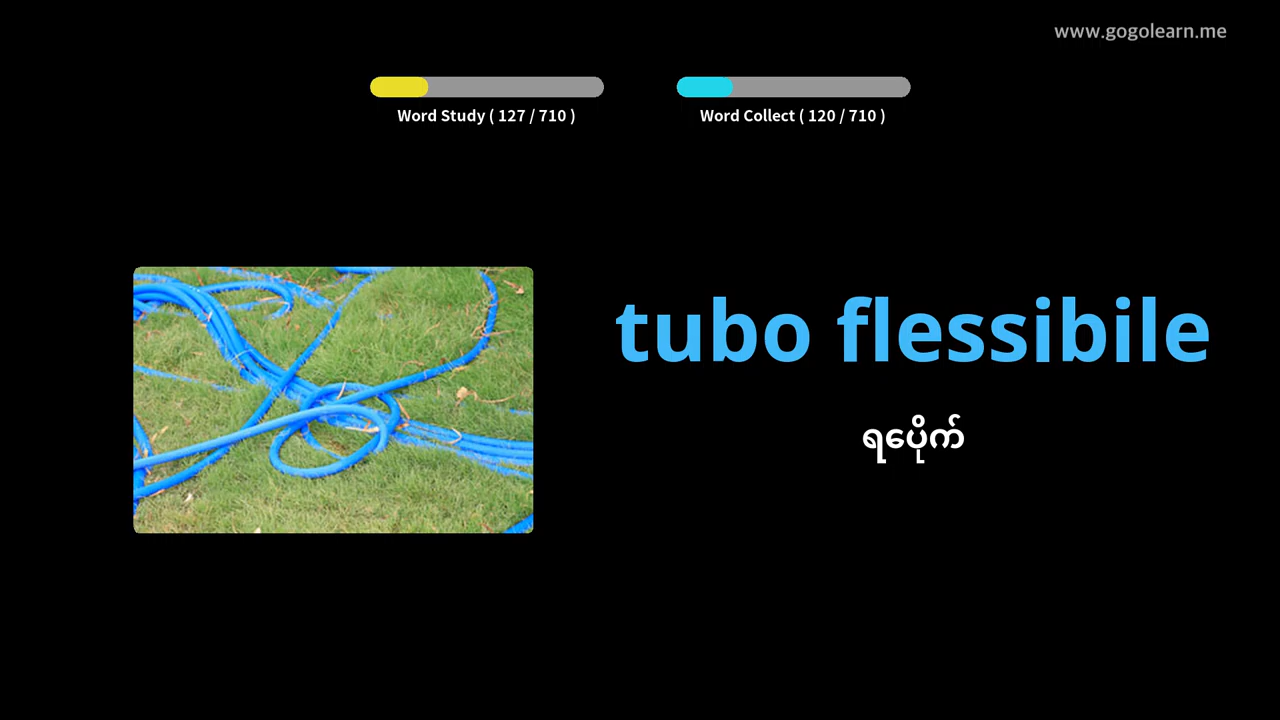 www.gogolearn.me
Word Study ( 127 / 710 )
Word Collect ( 120 / 710 )
tubo flessibile
ရပေိုက်